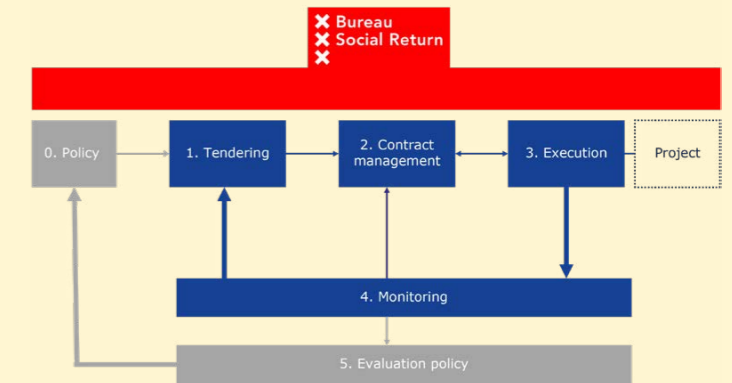 Bureau
Social Return
0. Policy
1. Tendering
2. Contract
management
3. Execution
Project
4. Monitoring
5. Evaluation policy